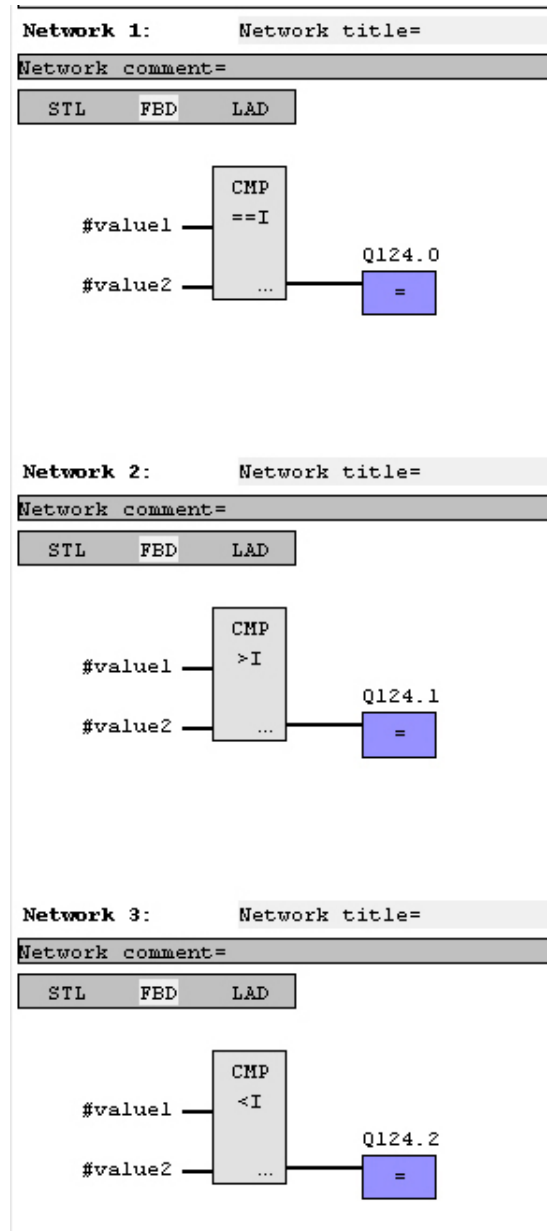 Network 1: Network title=
Network comment=
STL FBD LAD
CMP
==I
#value1
Q124.0
#value2 ... =
Network 2: Network title=
Network comment=
STL FBD LAD
CMP
>I
#value1
Q124.1
#value2 ... =
Network 3: Network title=
Network comment=
STL FBD LAD
CMP
<I
#value1
Q124.2
#value2 ... =